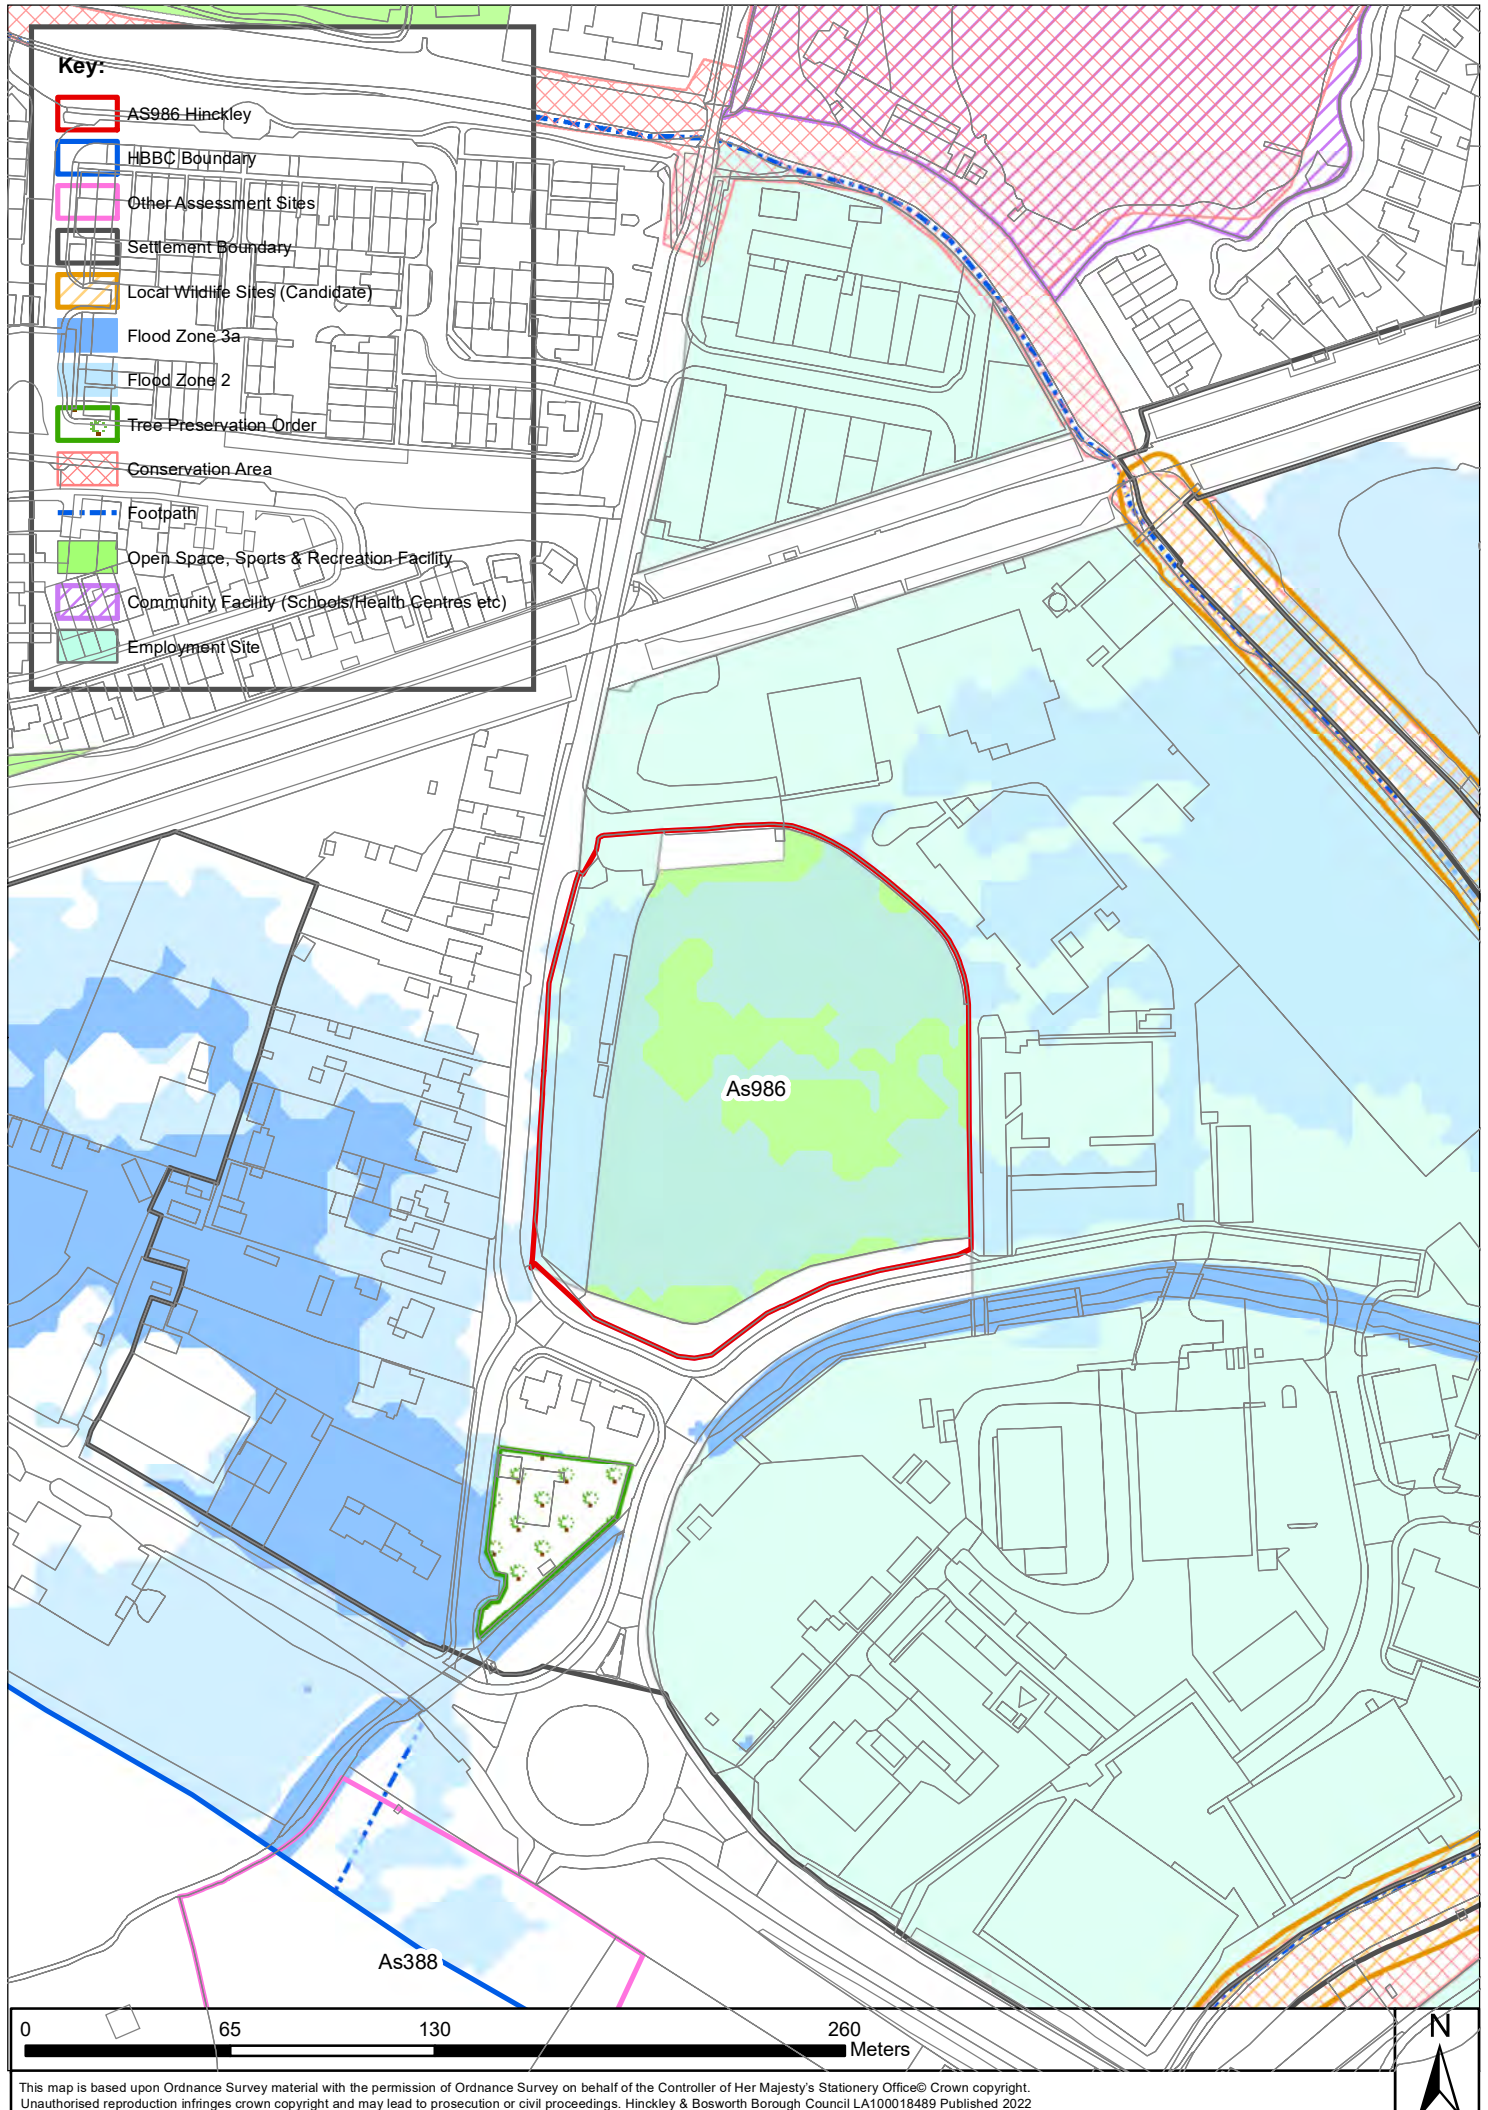 Key:
AS986 Hinckley
HBBC Boundary
Other Assessment Sites
Settlement Boundary
Local Wildlife Sites (Candidate)
Flood Zone 3a
Flood Zone 2
Tree Preservation Order
Conservation Area
Footpath
Open Space, Sports & Recreation Facility
Community Facility (Schools/Health Centres etc)
Employment Site
As986
As388
0 65 130 260
Meters
N
This map is based upon Ordnance Survey material with the permission of Ordnance Survey on behalf of the Controller of Her Majesty's Stationery Office© Crown copyright.
Unauthorised reproduction infringes crown copyright and may lead to prosecution or civil proceedings. Hinckley & Bosworth Borough Council LA100018489 Published 2022